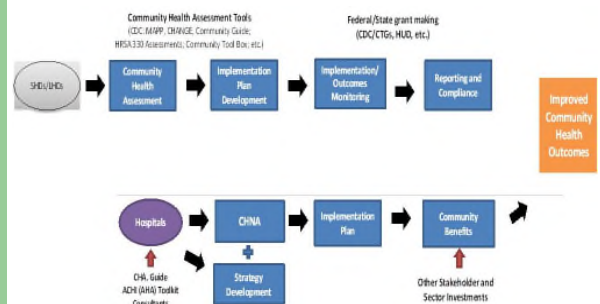 Community Health Assessment Tools
(CDC: MAPP, CHANGE, Community Guide;
HRSA 330 Assessments; Community Tool Box; etc.)
Federal/State grant making
(CDC/CTGs, HUD, etc.)
SHDs/LHDs
Community
Health
Assessment
Implementation
Plan
Development
Implementation/
Outcomes
Monitoring
Reporting and
Compliance
Improved
Community
Health
Outcomes
Hospitals
CHNA
Implementation
Plan
Community
Benefits
Strategy
Development
CHA, Guide
ACHI (AHA) Toolkit
Consultants
Other Stakeholder and
Sector Investments